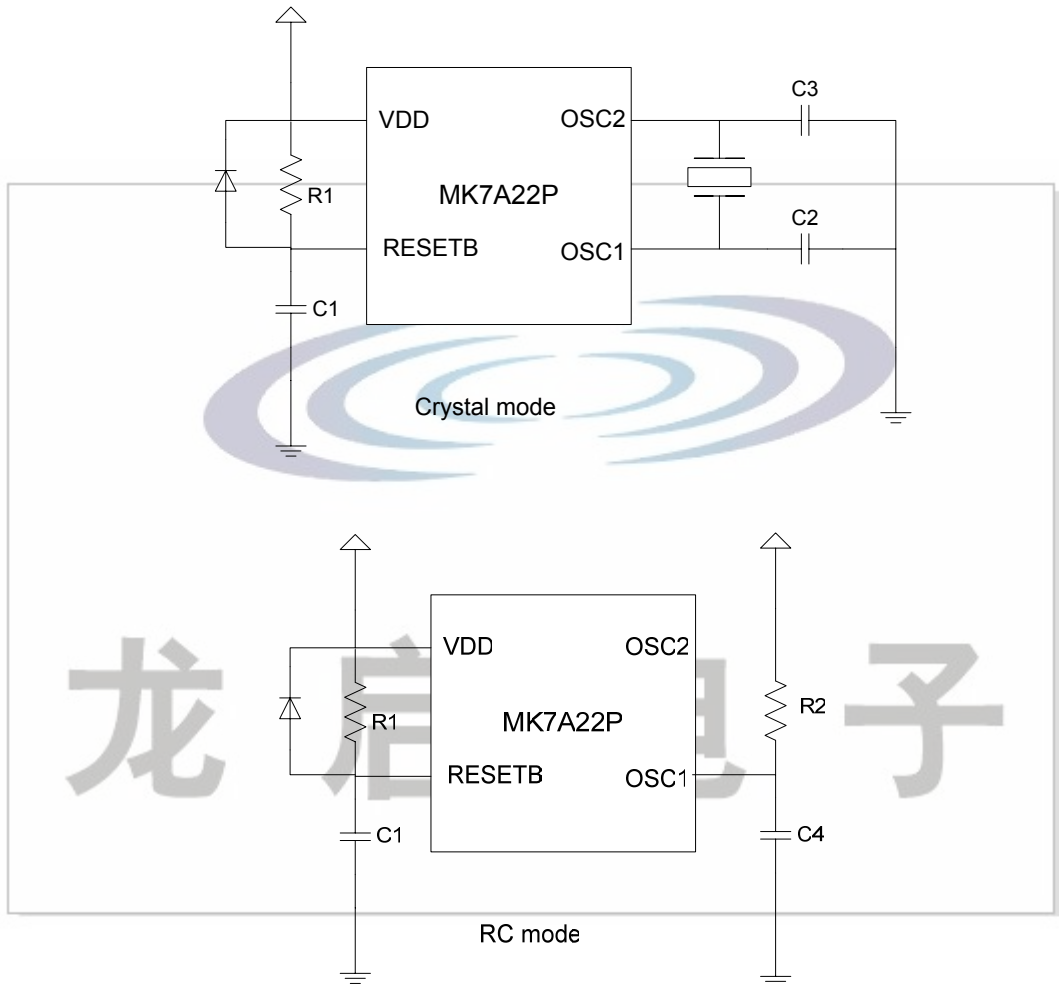 C3
VDD
OSC2
MK7A22P
R1
C2
RESETB
OSC1
C1
Crystal mode
VDD
OSC2
R2
MK7A22P
R1
RESETB
OSC1
C1
C4
RC mode
龙启电子